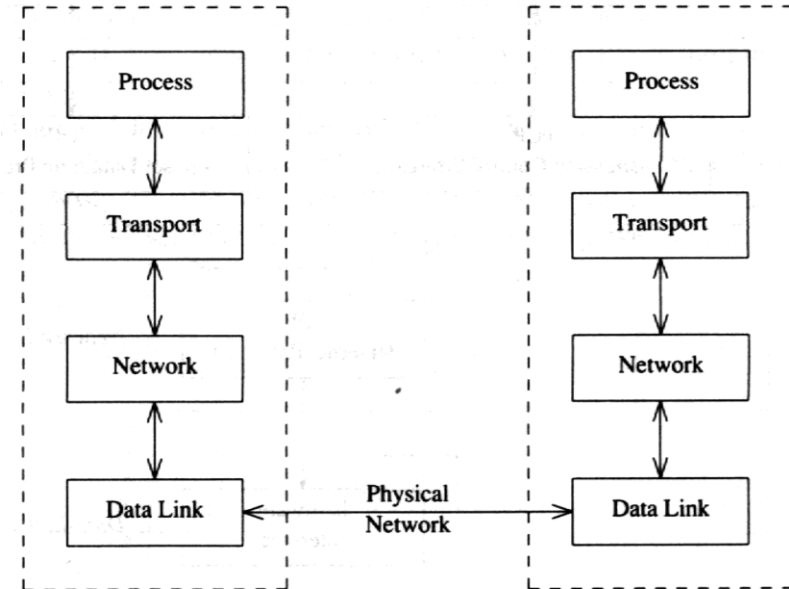 Process
Transport
Network
Data Link
Physical
Network
Process
Transport
Network
Data Link